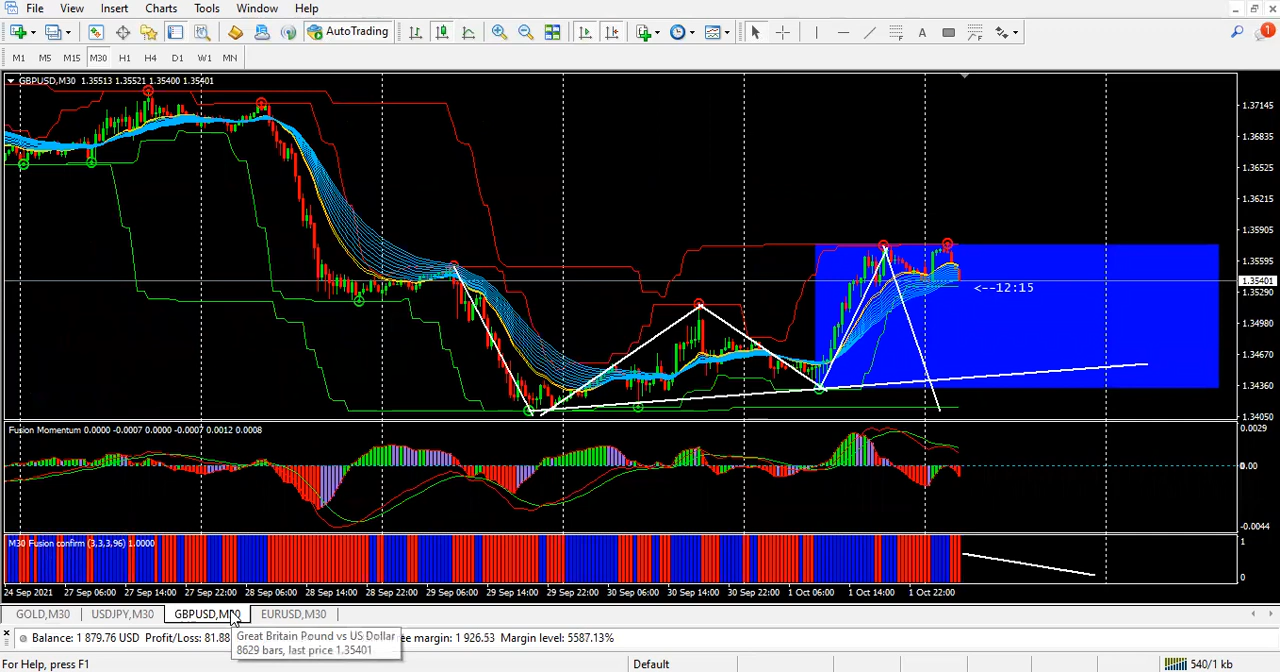 File View Insert Charts Tools Window Help
AutoTrading
1
M1 M5 M15 M30 H1 H4 D1 W1 MN
GBPUSD,M30 1.35513 1.35521 1.35400 1.35401
1.37145
1.36835
1.36525
1.36215
1.35905
1.35595
1.35401
1.35290
<--12:15
1.34980
1.34670
1.34360
1.34050
Fusion Momentum 0.0000 -0.0007 0.0000 -0.0007 0.0012 0.0008
0.0029
0.00
-0.0044
M30 Fusion confirm (3,3,3,96) 1.0000
1
0
24 Sep 2021 27 Sep 06:00 27 Sep 14:00 27 Sep 22:00 28 Sep 06:00 28 Sep 14:00 28 Sep 22:00 29 Sep 06:00 29 Sep 14:00 29 Sep 22:00 30 Sep 06:00 30 Sep 14:00 30 Sep 22:00 1 Oct 06:00 1 Oct 14:00 1 Oct 22:00
GOLD,M30 USDJPY,M30 GBPUSD,M30 EURUSD,M30
Balance: 1 879.76 USD Profit/Loss: 81.88 ee margin: 1 926.53 Margin level: 5587.13%
Great Britain Pound vs US Dollar
8629 bars, last price 1.35401
For Help, press F1 Default 540/1 kb